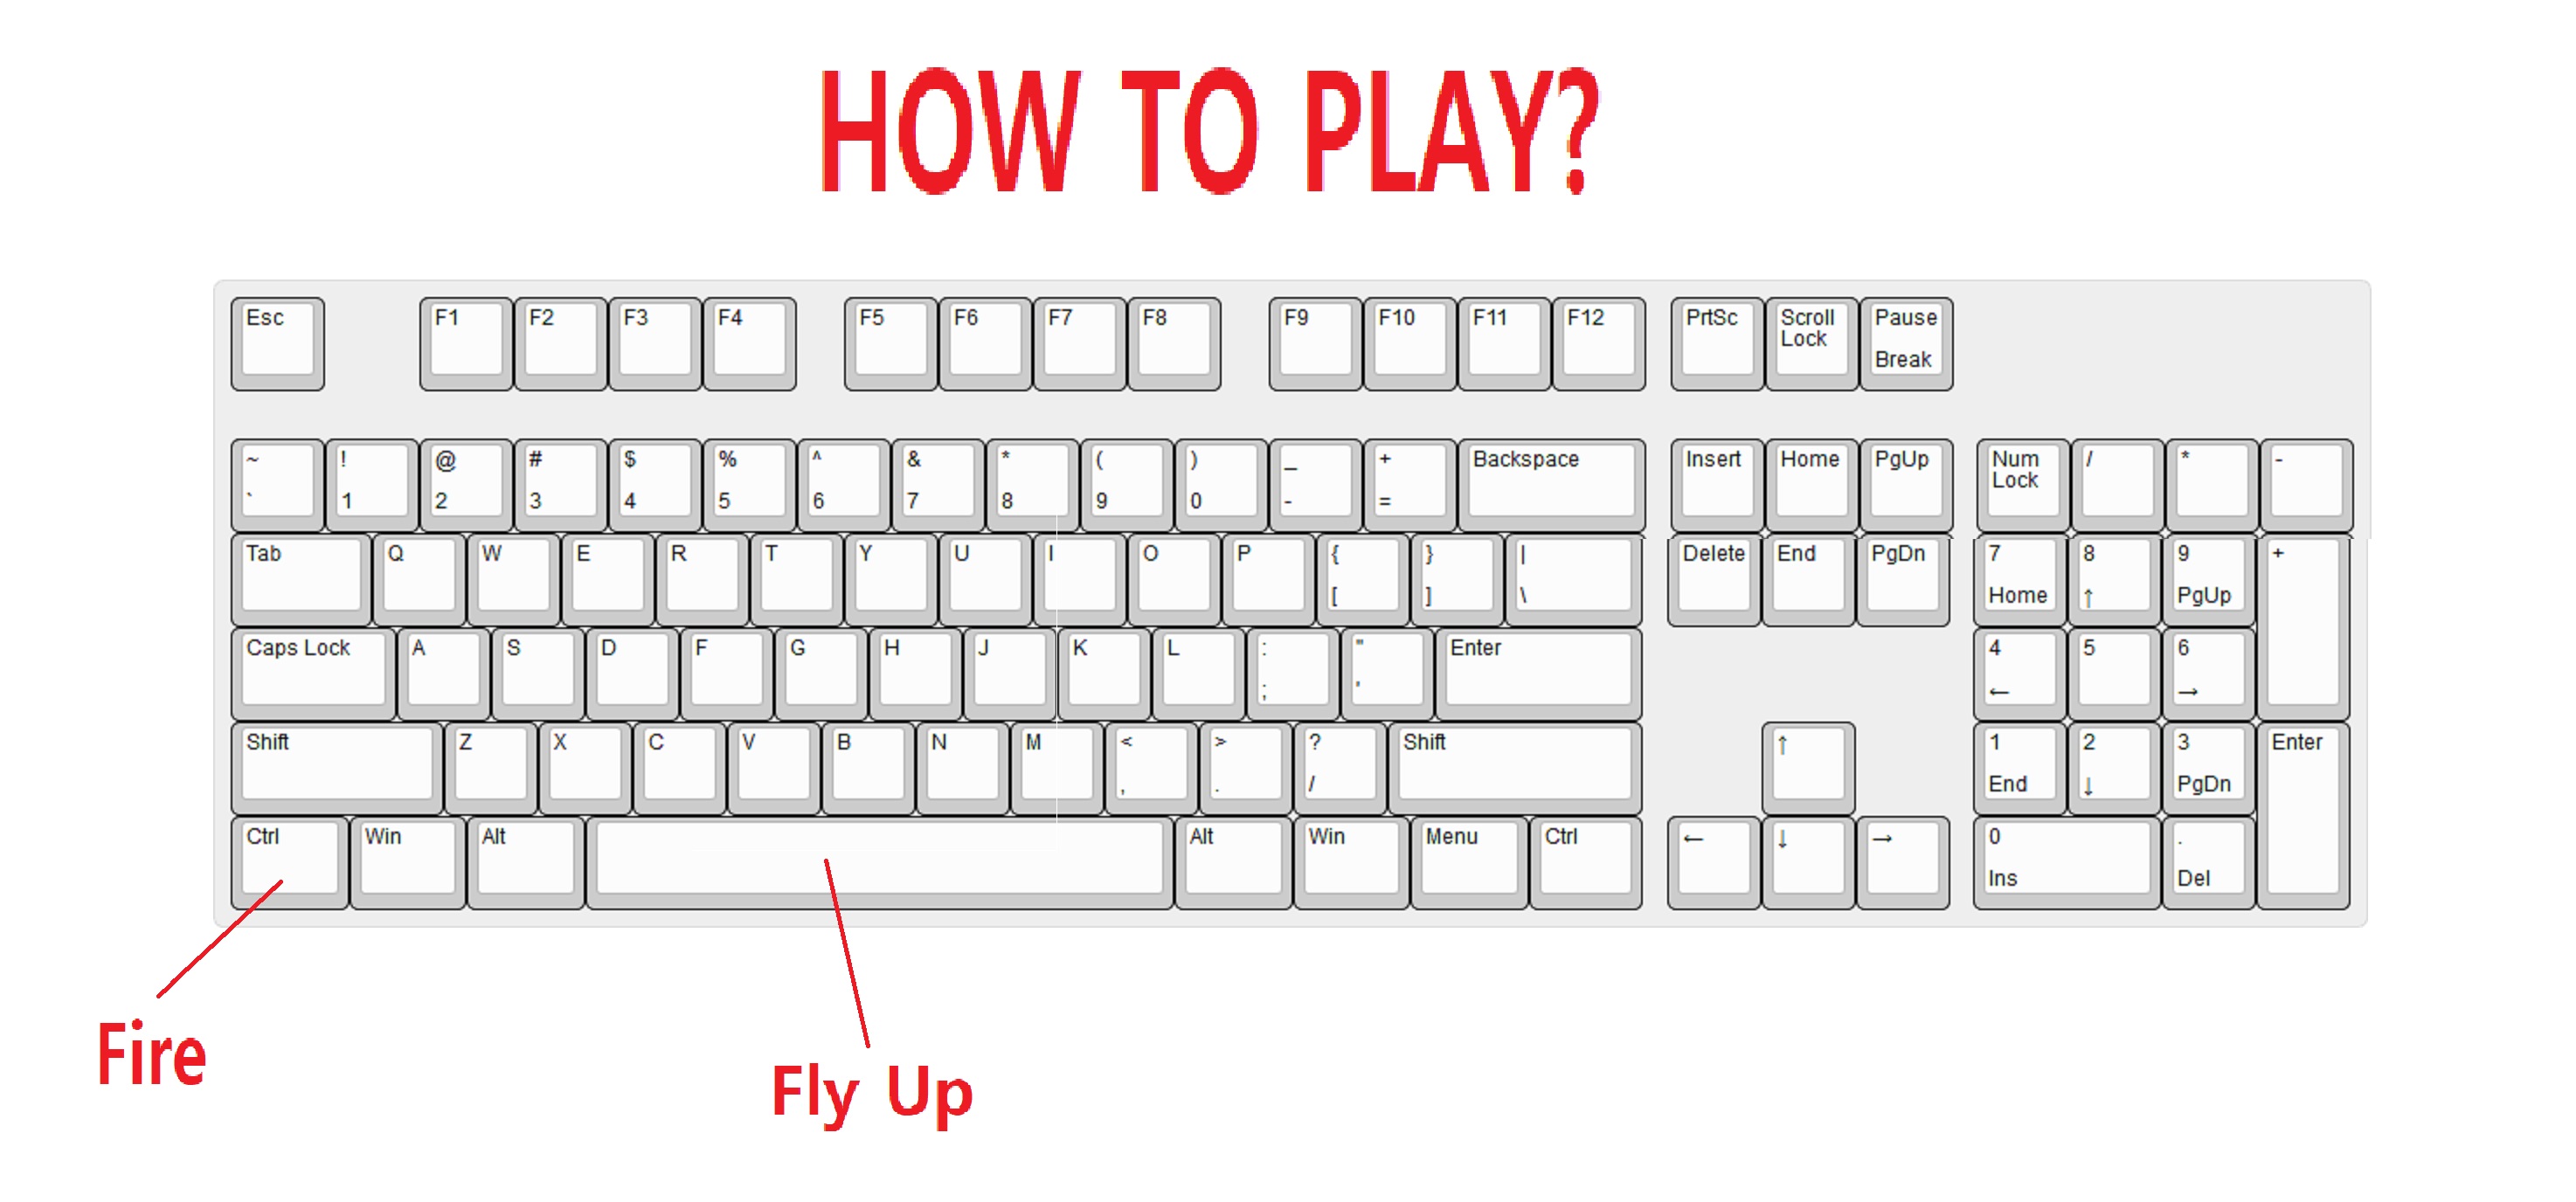 HOW TO PLAY?
Esc F1 F2 F3 F4 F5 F6 F7 F8 F9 F10 F11 F12 PrtSc Scroll Lock Pause Break
~ ` ! 1 @ 2 # 3 $ 4 % 5 ^ 6 & 7 * 8 ( 9 ) 0 _ - + = Backspace Insert Home PgUp Num Lock / * -
Tab Q W E R T Y U I O P { [ } ] | \ Delete End PgDn 7 Home 8 ↑ 9 PgUp +
Caps Lock A S D F G H J K L : ; " ' Enter 4 ← 5 6 →
Shift Z X C V B N M < , > . ? / Shift ↑ 1 End 2 ↓ 3 PgDn Enter
Ctrl Win Alt Alt Win Menu Ctrl ← ↓ → 0 Ins . Del
Fire
Fly Up